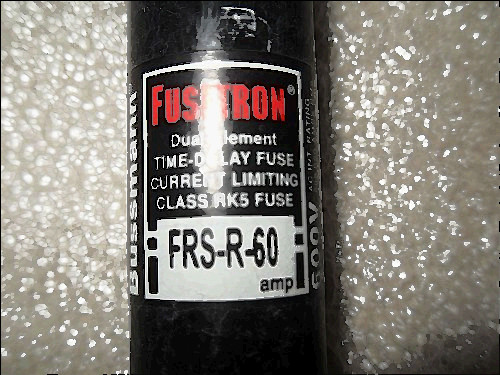 FUSETRON®
Dual-Element
TIME-DELAY FUSE
CURRENT LIMITING
CLASS RK5 FUSE
FRS-R-60
amp
Bussmann
600V